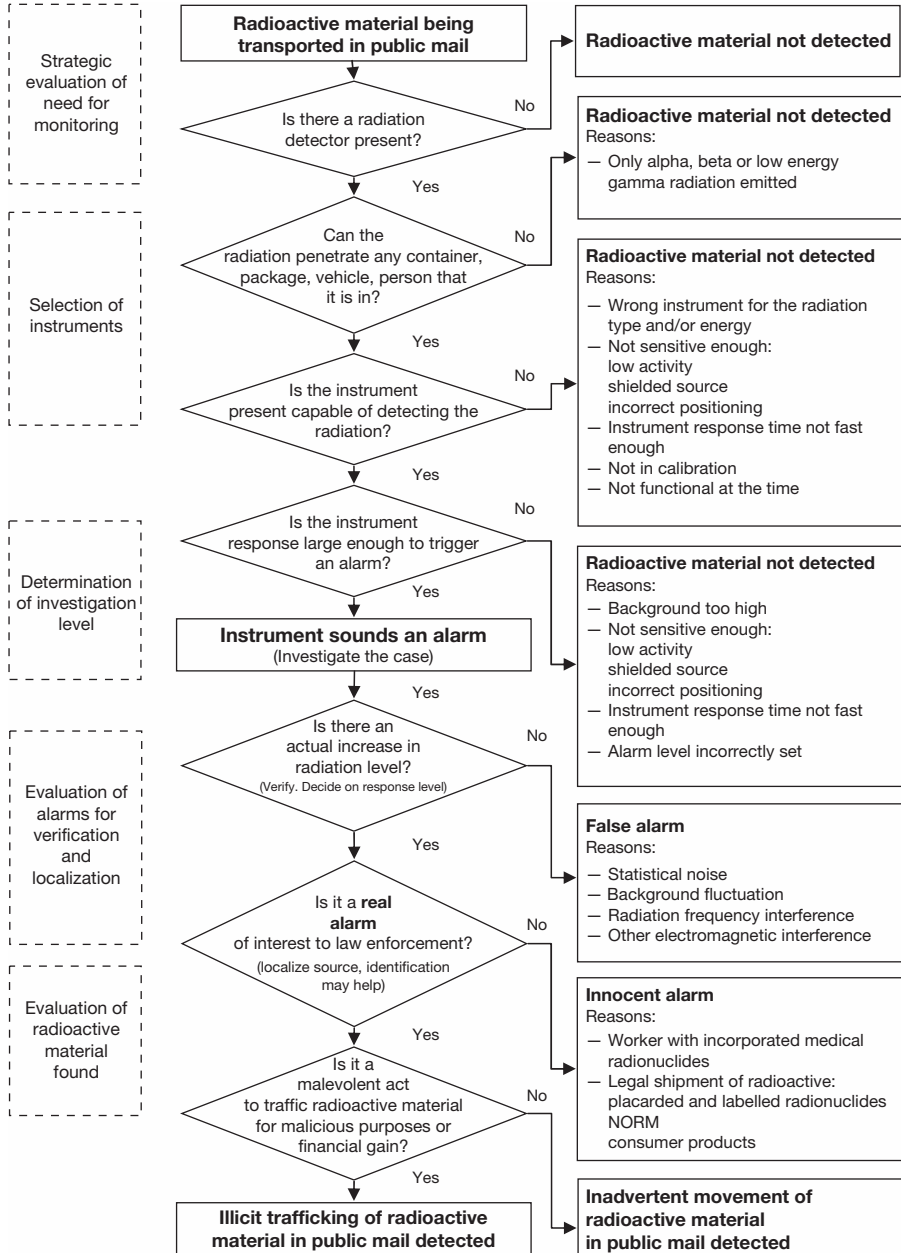 Strategic
evaluation of
need for
monitoring
Selection of
instruments
Determination
of investigation
level
Evaluation of
alarms for
verification
and
localization
Evaluation of
radioactive
material
found
Radioactive material being
transported in public mail
Is there a radiation
detector present?
No
Yes
Can the
radiation penetrate any container,
package, vehicle, person that
it is in?
No
Yes
Is the instrument
present capable of detecting the
radiation?
No
Yes
Is the instrument
response large enough to trigger
an alarm?
No
Yes
Instrument sounds an alarm
(Investigate the case)
Yes
Is there an
actual increase in
radiation level?
(Verify. Decide on response level)
No
Yes
Is it a real
alarm
of interest to law enforcement?
(localize source, identification
may help)
No
Yes
Is it a
malevolent act
to traffic radioactive material
for malicious purposes or
financial gain?
No
Yes
Illicit trafficking of radioactive
material in public mail detected
Radioactive material not detected
Radioactive material not detected
Reasons:
— Only alpha, beta or low energy
gamma radiation emitted
Radioactive material not detected
Reasons:
— Wrong instrument for the radiation
type and/or energy
— Not sensitive enough:
low activity
shielded source
incorrect positioning
— Instrument response time not fast
enough
— Not in calibration
— Not functional at the time
Radioactive material not detected
Reasons:
— Background too high
— Not sensitive enough:
low activity
shielded source
incorrect positioning
— Instrument response time not fast
enough
— Alarm level incorrectly set
False alarm
Reasons:
— Statistical noise
— Background fluctuation
— Radiation frequency interference
— Other electromagnetic interference
Innocent alarm
Reasons:
— Worker with incorporated medical
radionuclides
— Legal shipment of radioactive:
placarded and labelled radionuclides
NORM
consumer products
Inadvertent movement of
radioactive material
in public mail detected